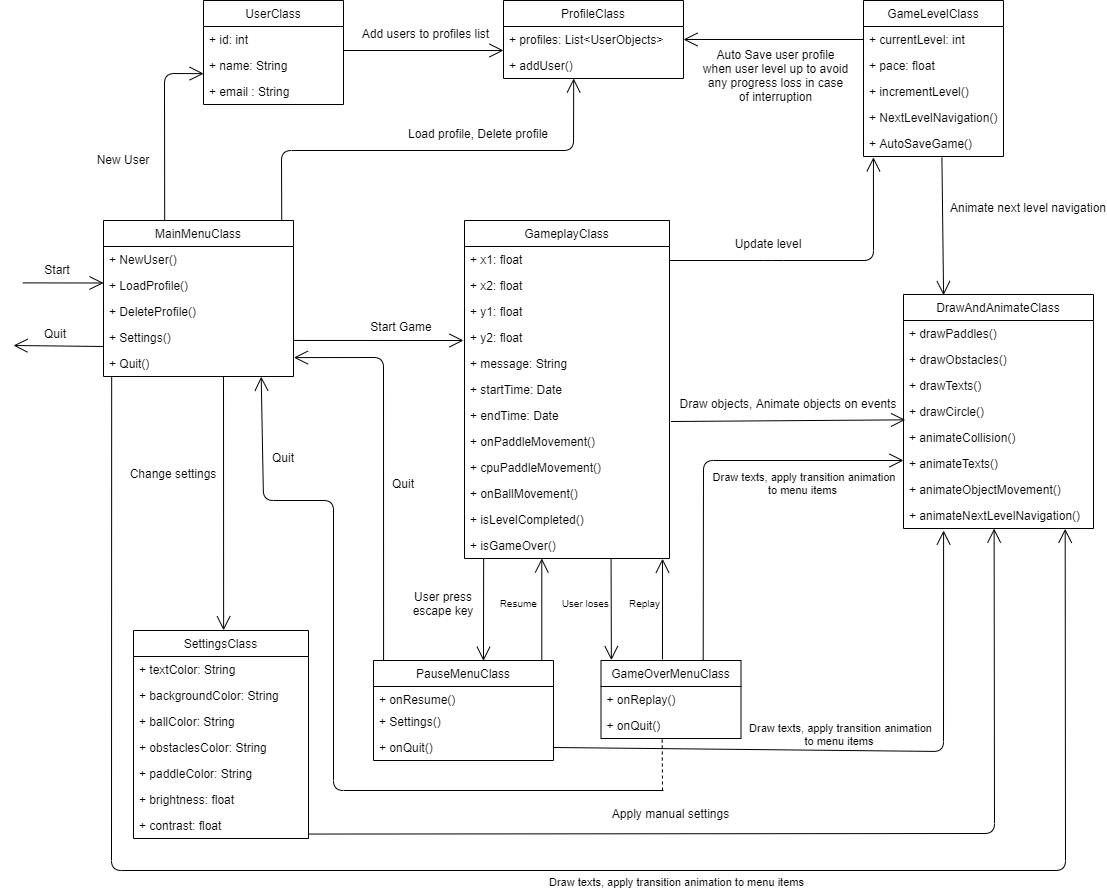 UserClass
+ id: int
+ name: String
+ email : String
Add users to profiles list
ProfileClass
+ profiles: List<UserObjects>
+ addUser()
Auto Save user profile
when user level up to avoid
any progress loss in case
of interruption
GameLevelClass
+ currentLevel: int
+ pace: float
+ incrementLevel()
+ NextLevelNavigation()
+ AutoSaveGame()
New User
Load profile, Delete profile
Animate next level navigation
Start
Quit
MainMenuClass
+ NewUser()
+ LoadProfile()
+ DeleteProfile()
+ Settings()
+ Quit()
Start Game
GameplayClass
+ x1: float
+ x2: float
+ y1: float
+ y2: float
+ message: String
+ startTime: Date
+ endTime: Date
+ onPaddleMovement()
+ cpuPaddleMovement()
+ onBallMovement()
+ isLevelCompleted()
+ isGameOver()
Update level
Draw objects, Animate objects on events
DrawAndAnimateClass
+ drawPaddles()
+ drawObstacles()
+ drawTexts()
+ drawCircle()
+ animateCollision()
+ animateTexts()
+ animateObjectMovement()
+ animateNextLevelNavigation()
Change settings
Quit
Quit
Draw texts, apply transition animation
to menu items
User press
escape key
Resume
User loses
Replay
SettingsClass
+ textColor: String
+ backgroundColor: String
+ ballColor: String
+ obstaclesColor: String
+ paddleColor: String
+ brightness: float
+ contrast: float
PauseMenuClass
+ onResume()
+ Settings()
+ onQuit()
GameOverMenuClass
+ onReplay()
+ onQuit()
Draw texts, apply transition animation
to menu items
Apply manual settings
Draw texts, apply transition animation to menu items